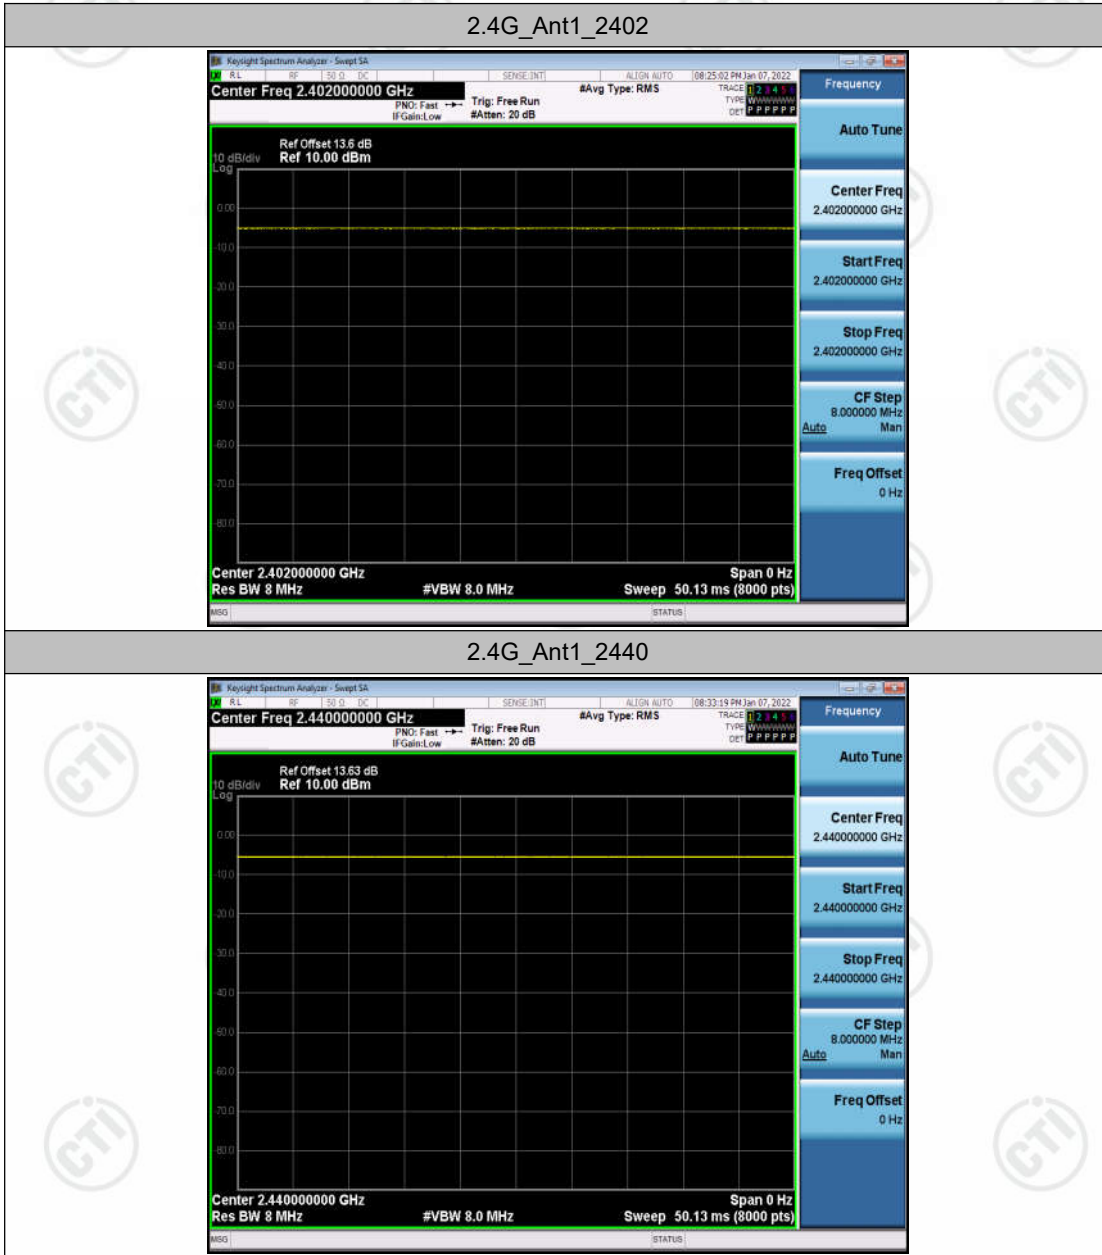 2.4G_Ant1_2402
Keysight Spectrum Analyzer - Swept SA
RL RF 50 Ω DC SENSE:INT ALIGN AUTO 08:25:02 PM Jan 07, 2022
Center Freq 2.402000000 GHz #Avg Type: RMS TRACE 1 2 3 4 5 6
PNO: Fast Trig: Free Run TYPE WWWWWW
IFGain:Low #Atten: 20 dB DET P P P P P P
Frequency
Auto Tune
Ref Offset 13.6 dB
10 dB/div Ref 10.00 dBm
Log
0.00
-10.0
-20.0
-30.0
-40.0
-50.0
-60.0
-70.0
-80.0
Center Freq
2.402000000 GHz
Start Freq
2.402000000 GHz
Stop Freq
2.402000000 GHz
CF Step
8.000000 MHz
Auto Man
Freq Offset
0 Hz
Center 2.402000000 GHz Span 0 Hz
Res BW 8 MHz #VBW 8.0 MHz Sweep 50.13 ms (8000 pts)
MSG STATUS
CTI
CTI
2.4G_Ant1_2440
Keysight Spectrum Analyzer - Swept SA
RL RF 50 Ω DC SENSE:INT ALIGN AUTO 08:33:19 PM Jan 07, 2022
Center Freq 2.440000000 GHz #Avg Type: RMS TRACE 1 2 3 4 5 6
PNO: Fast Trig: Free Run TYPE WWWWWW
IFGain:Low #Atten: 20 dB DET P P P P P P
Frequency
Auto Tune
Ref Offset 13.63 dB
10 dB/div Ref 10.00 dBm
Log
0.00
-10.0
-20.0
-30.0
-40.0
-50.0
-60.0
-70.0
-80.0
Center Freq
2.440000000 GHz
Start Freq
2.440000000 GHz
Stop Freq
2.440000000 GHz
CF Step
8.000000 MHz
Auto Man
Freq Offset
0 Hz
Center 2.440000000 GHz Span 0 Hz
Res BW 8 MHz #VBW 8.0 MHz Sweep 50.13 ms (8000 pts)
MSG STATUS
CTI
CTI
CTI
CTI